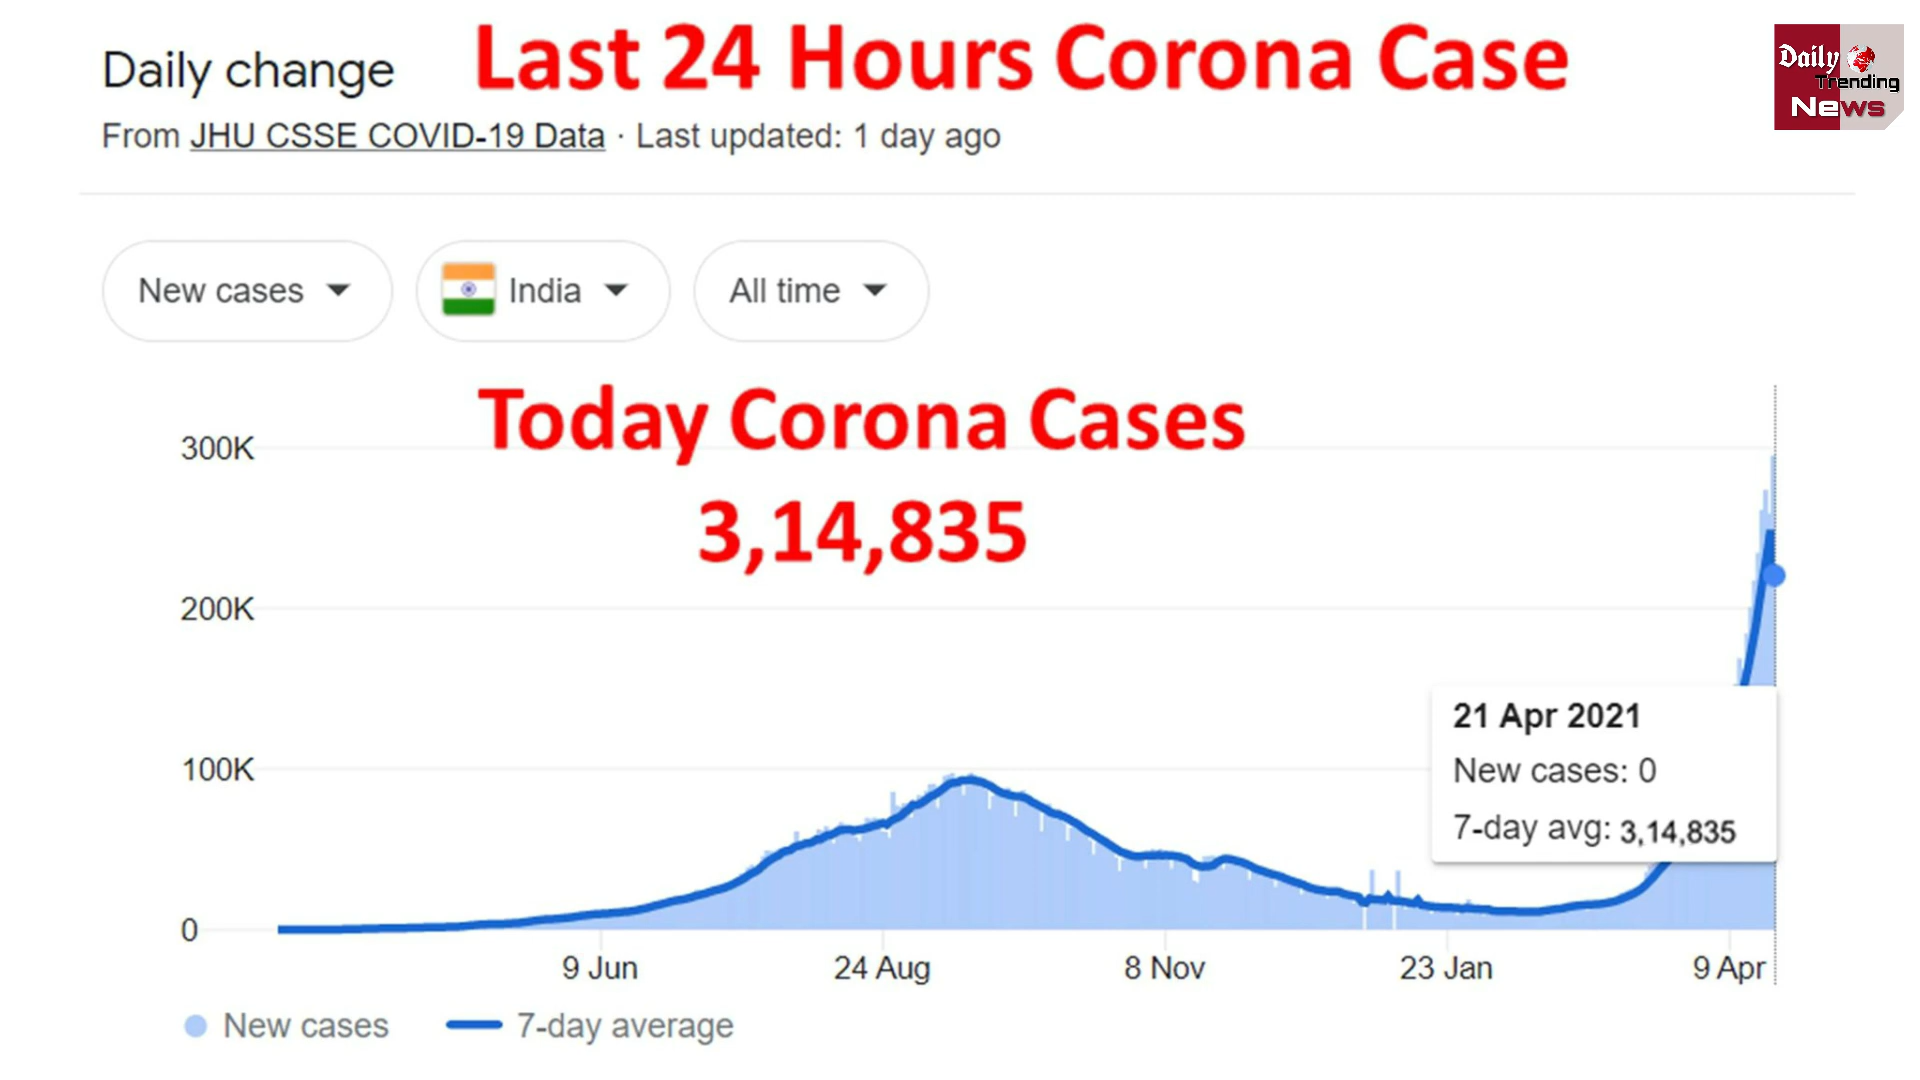 Daily change
Last 24 Hours Corona Case
Daily
Trending
News
From JHU CSSE COVID-19 Data · Last updated: 1 day ago
New cases
India
All time
Today Corona Cases
3,14,835
300K
200K
100K
0
21 Apr 2021
New cases: 0
7-day avg: 3,14,835
9 Jun
24 Aug
8 Nov
23 Jan
9 Apr
New cases
7-day average